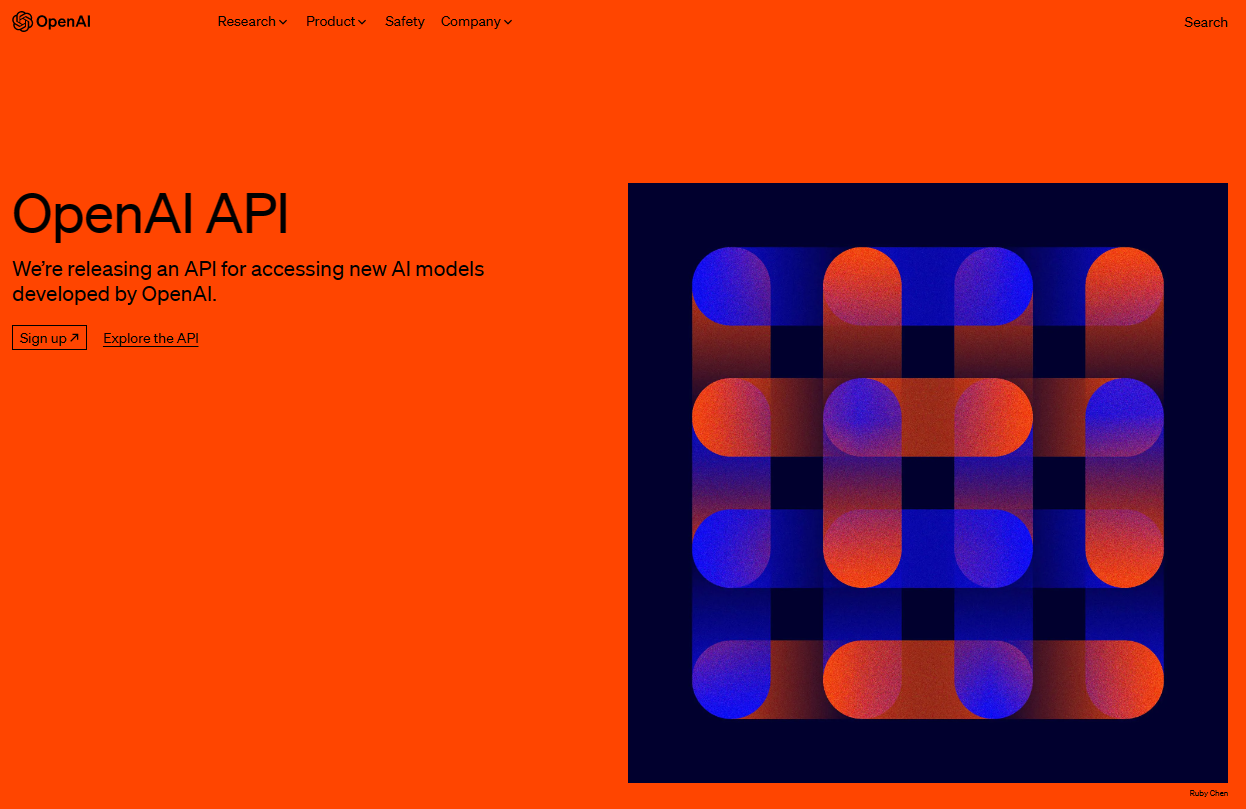 OpenAI
Research
Product
Safety
Company
Search
OpenAI API
We’re releasing an API for accessing new AI models
developed by OpenAI.
Sign up ↗
Explore the API
Ruby Chen